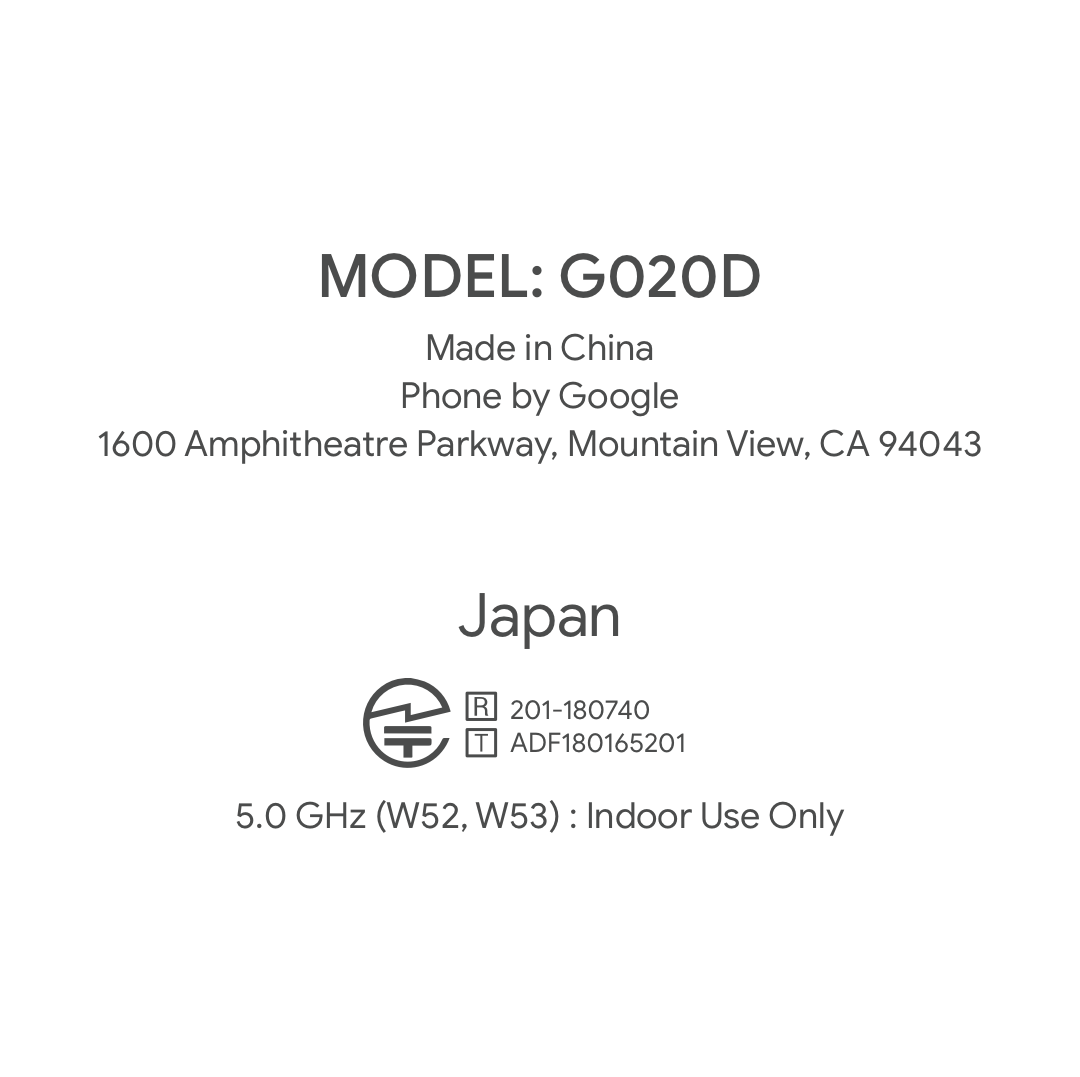 MODEL: G020D
Made in China
Phone by Google
1600 Amphitheatre Parkway, Mountain View, CA 94043
Japan
R 201-180740
T ADF180165201
5.0 GHz (W52, W53) : Indoor Use Only